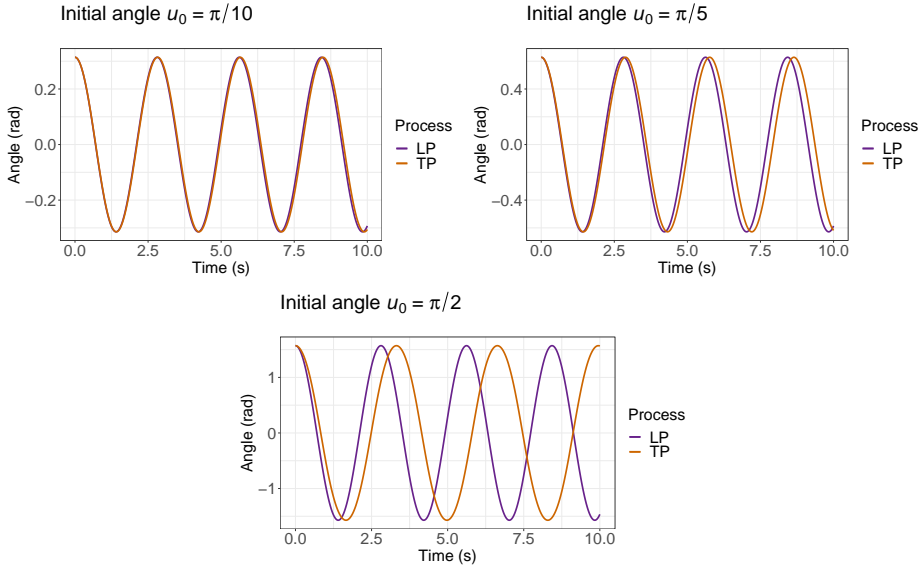 Initial angle u₀ = π/10
Angle (rad)
0.2
0.0
−0.2
0.0 2.5 5.0 7.5 10.0
Time (s)
Process
LP
TP
Initial angle u₀ = π/5
Angle (rad)
0.4
0.0
−0.4
0.0 2.5 5.0 7.5 10.0
Time (s)
Process
LP
TP
Initial angle u₀ = π/2
Angle (rad)
1
0
−1
0.0 2.5 5.0 7.5 10.0
Time (s)
Process
LP
TP